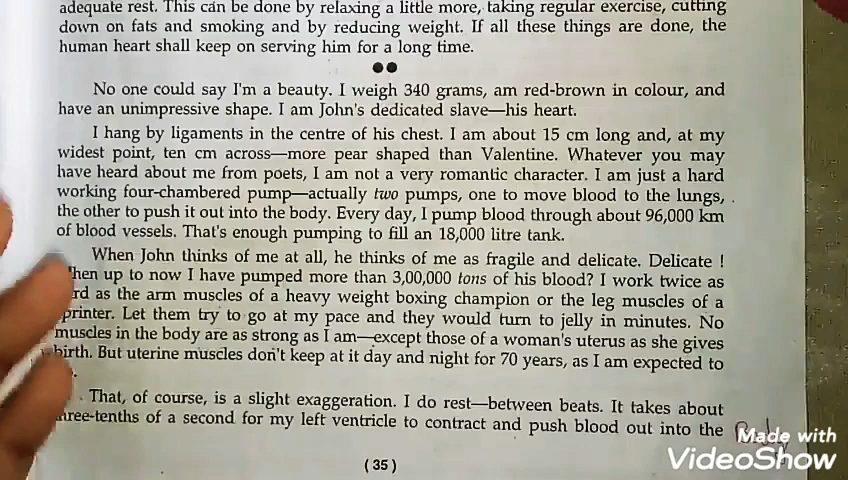 adequate rest. This can be done by relaxing a little more, taking regular exercise, cutting
down on fats and smoking and by reducing weight. If all these things are done, the
human heart shall keep on serving him for a long time.
No one could say I'm a beauty. I weigh 340 grams, am red-brown in colour, and
have an unimpressive shape. I am John's dedicated slave—his heart.
I hang by ligaments in the centre of his chest. I am about 15 cm long and, at my
widest point, ten cm across—more pear shaped than Valentine. Whatever you may
have heard about me from poets, I am not a very romantic character. I am just a hard
working four-chambered pump—actually two pumps, one to move blood to the lungs,
the other to push it out into the body. Every day, I pump blood through about 96,000 km
of blood vessels. That's enough pumping to fill an 18,000 litre tank.
When John thinks of me at all, he thinks of me as fragile and delicate. Delicate !
hen up to now I have pumped more than 3,00,000 tons of his blood? I work twice as
rd as the arm muscles of a heavy weight boxing champion or the leg muscles of a
printer. Let them try to go at my pace and they would turn to jelly in minutes. No
muscles in the body are as strong as I am—except those of a woman's uterus as she gives
birth. But uterine muscles don't keep at it day and night for 70 years, as I am expected to
That, of course, is a slight exaggeration. I do rest—between beats. It takes about
hree-tenths of a second for my left ventricle to contract and push blood out into the
(35)
Made with
VideoShow